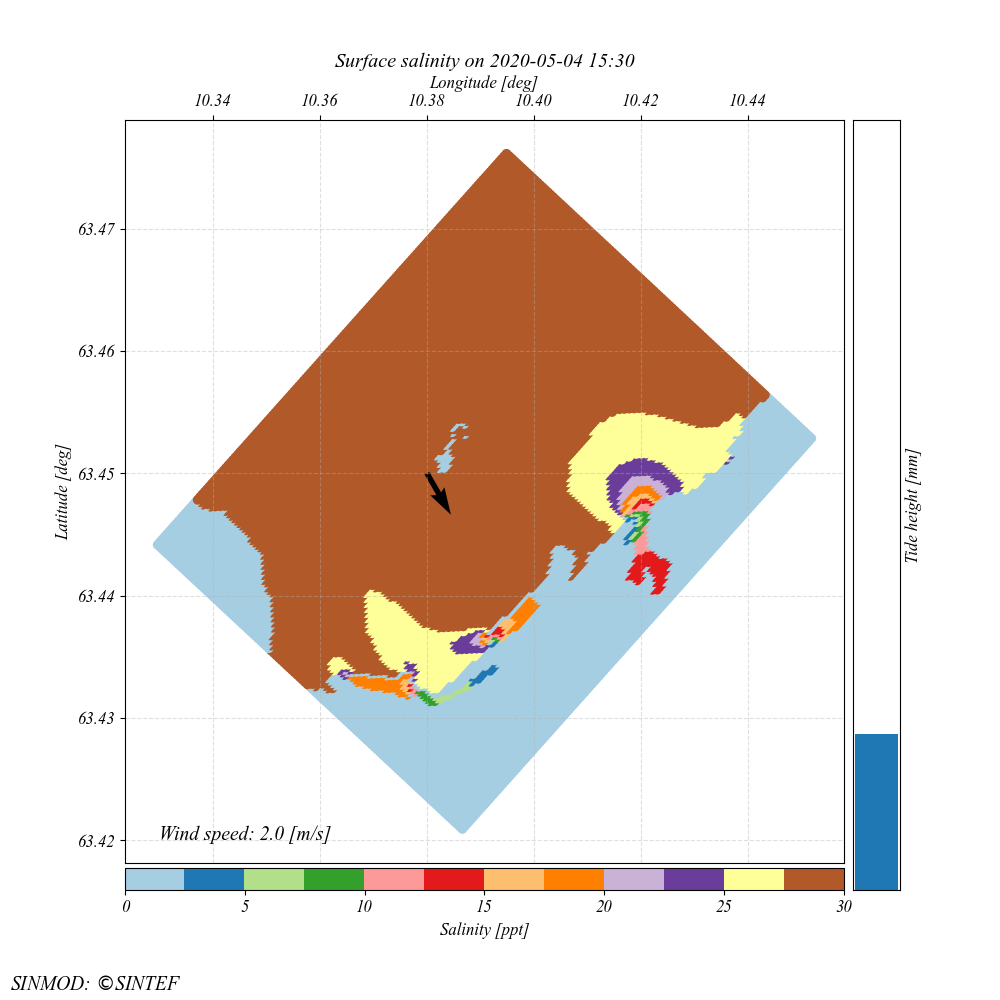 Surface salinity on 2020-05-04 15:30
Longitude [deg]
10.34 10.36 10.38 10.40 10.42 10.44
63.47
63.46
63.45
63.44
63.43
63.42
Latitude [deg]
Tide height [mm]
Wind speed: 2.0 [m/s]
0 5 10 15 20 25 30
Salinity [ppt]
SINMOD: ©SINTEF